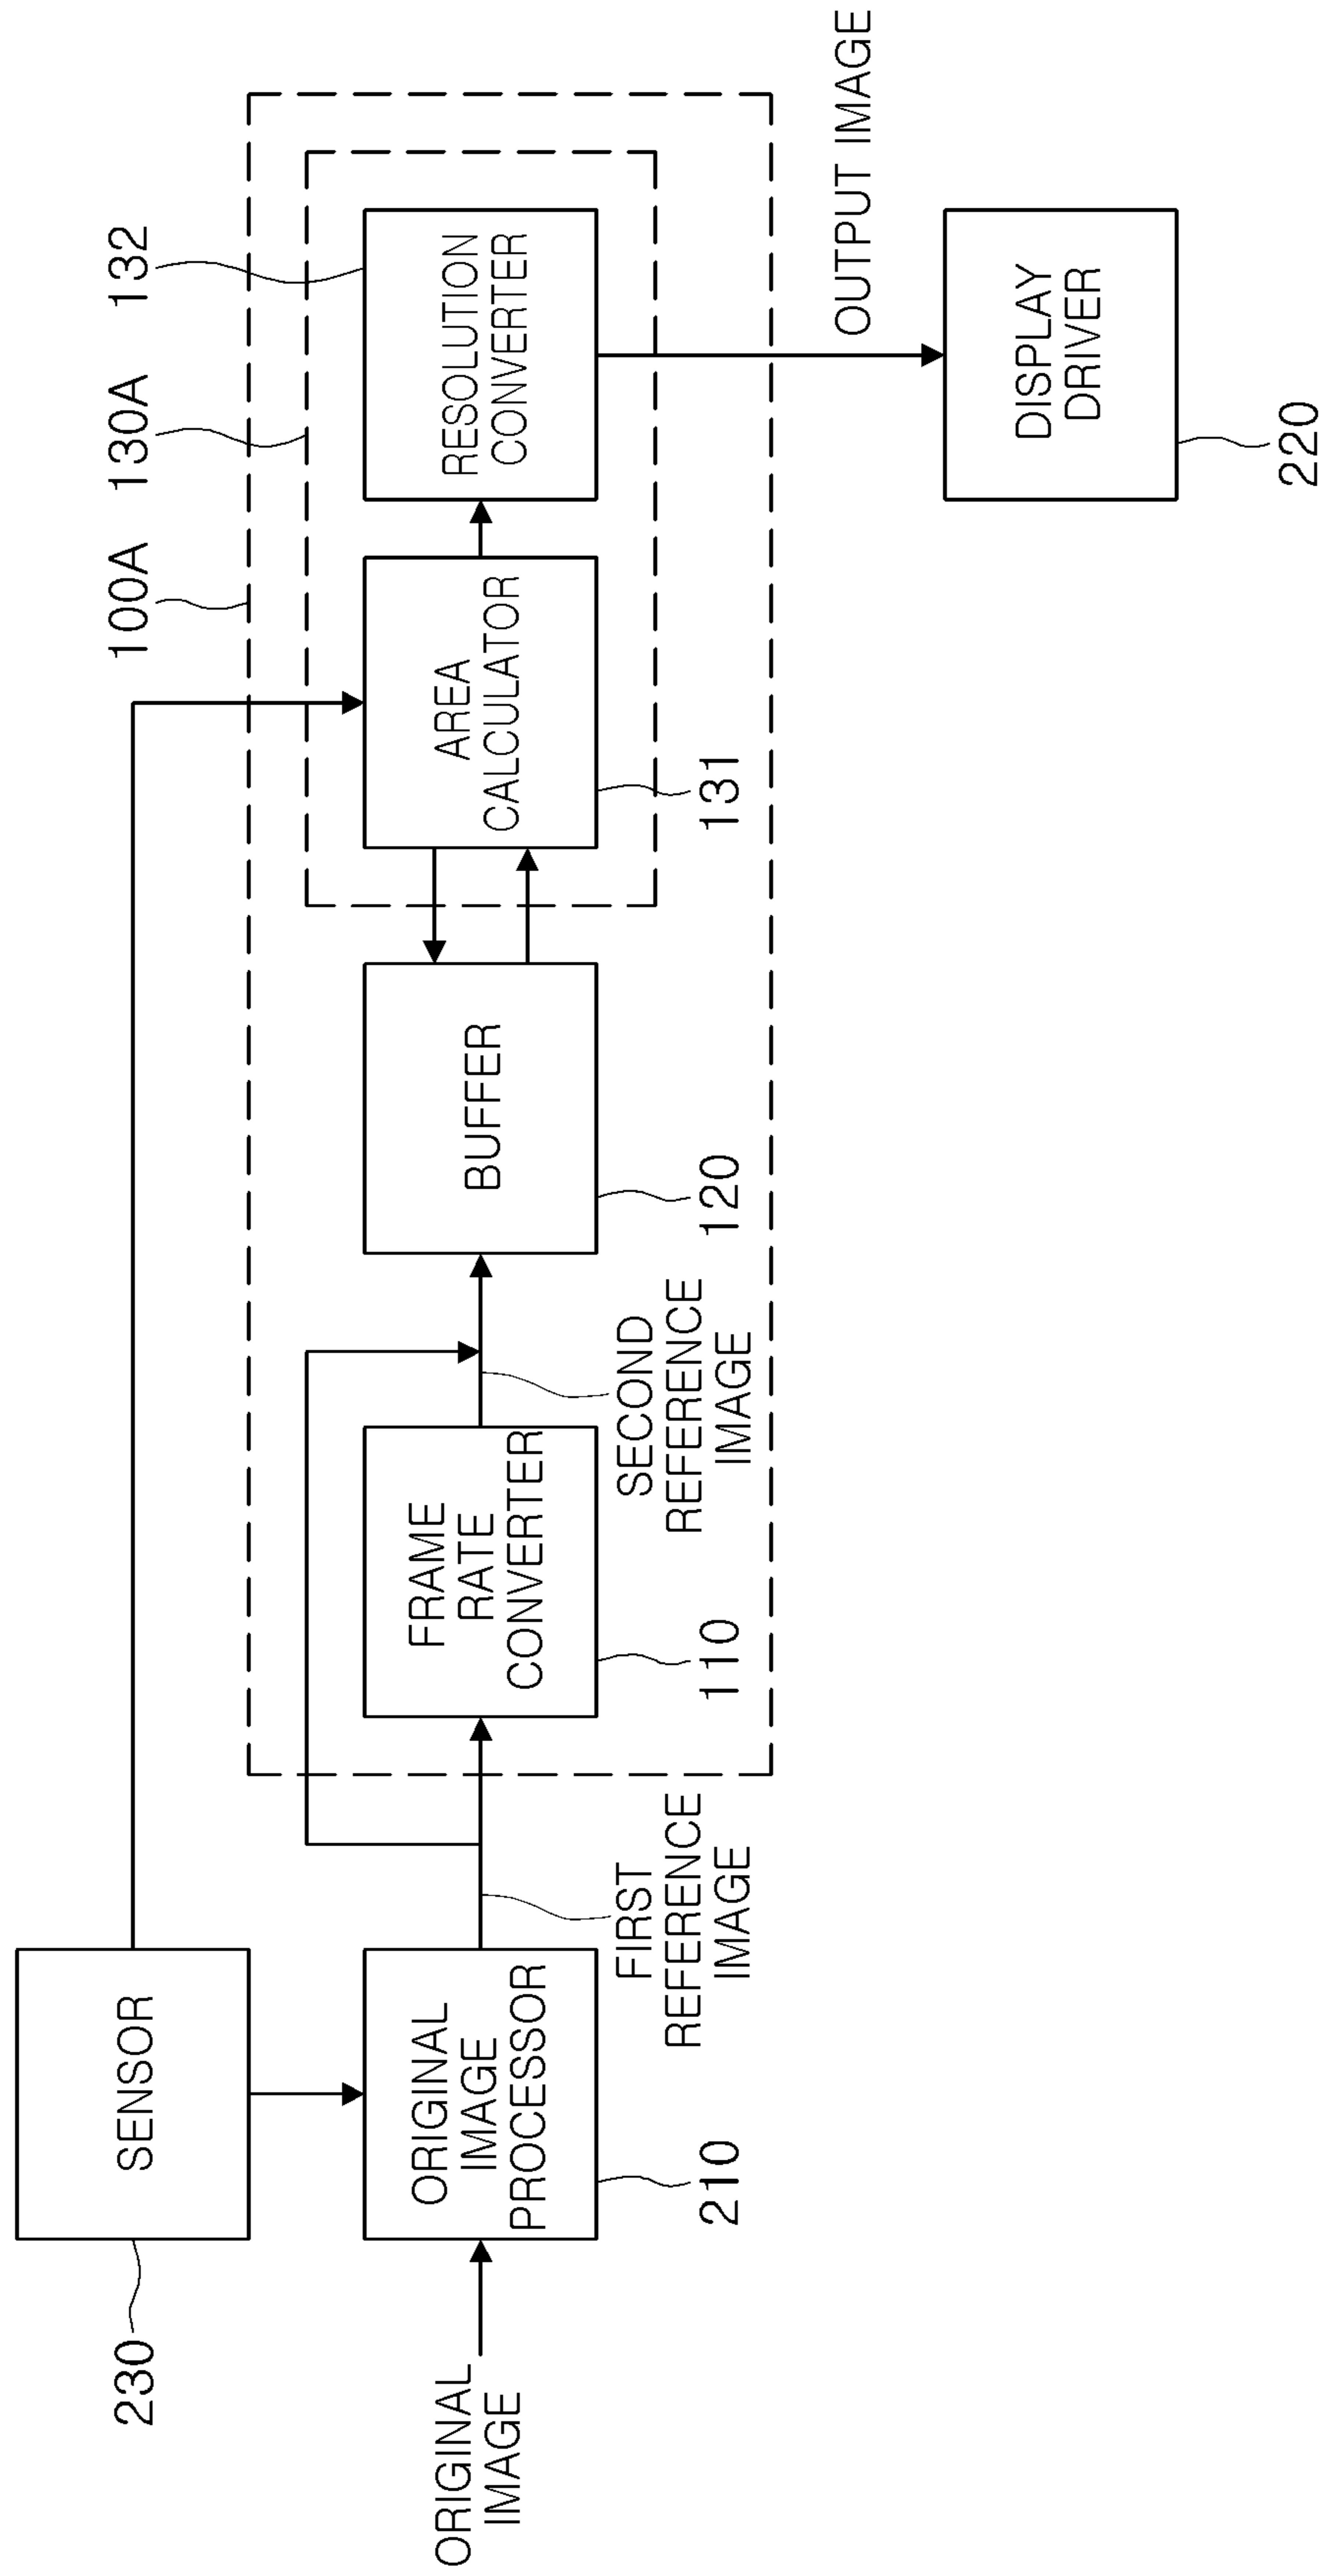 230
SENSOR
ORIGINAL
IMAGE
ORIGINAL
IMAGE
PROCESSOR
210
FIRST
REFERENCE
IMAGE
FRAME
RATE
CONVERTER
110
SECOND
REFERENCE
IMAGE
BUFFER
120
100A
130A
132
AREA
CALCULATOR
131
RESOLUTION
CONVERTER
OUTPUT IMAGE
DISPLAY
DRIVER
220